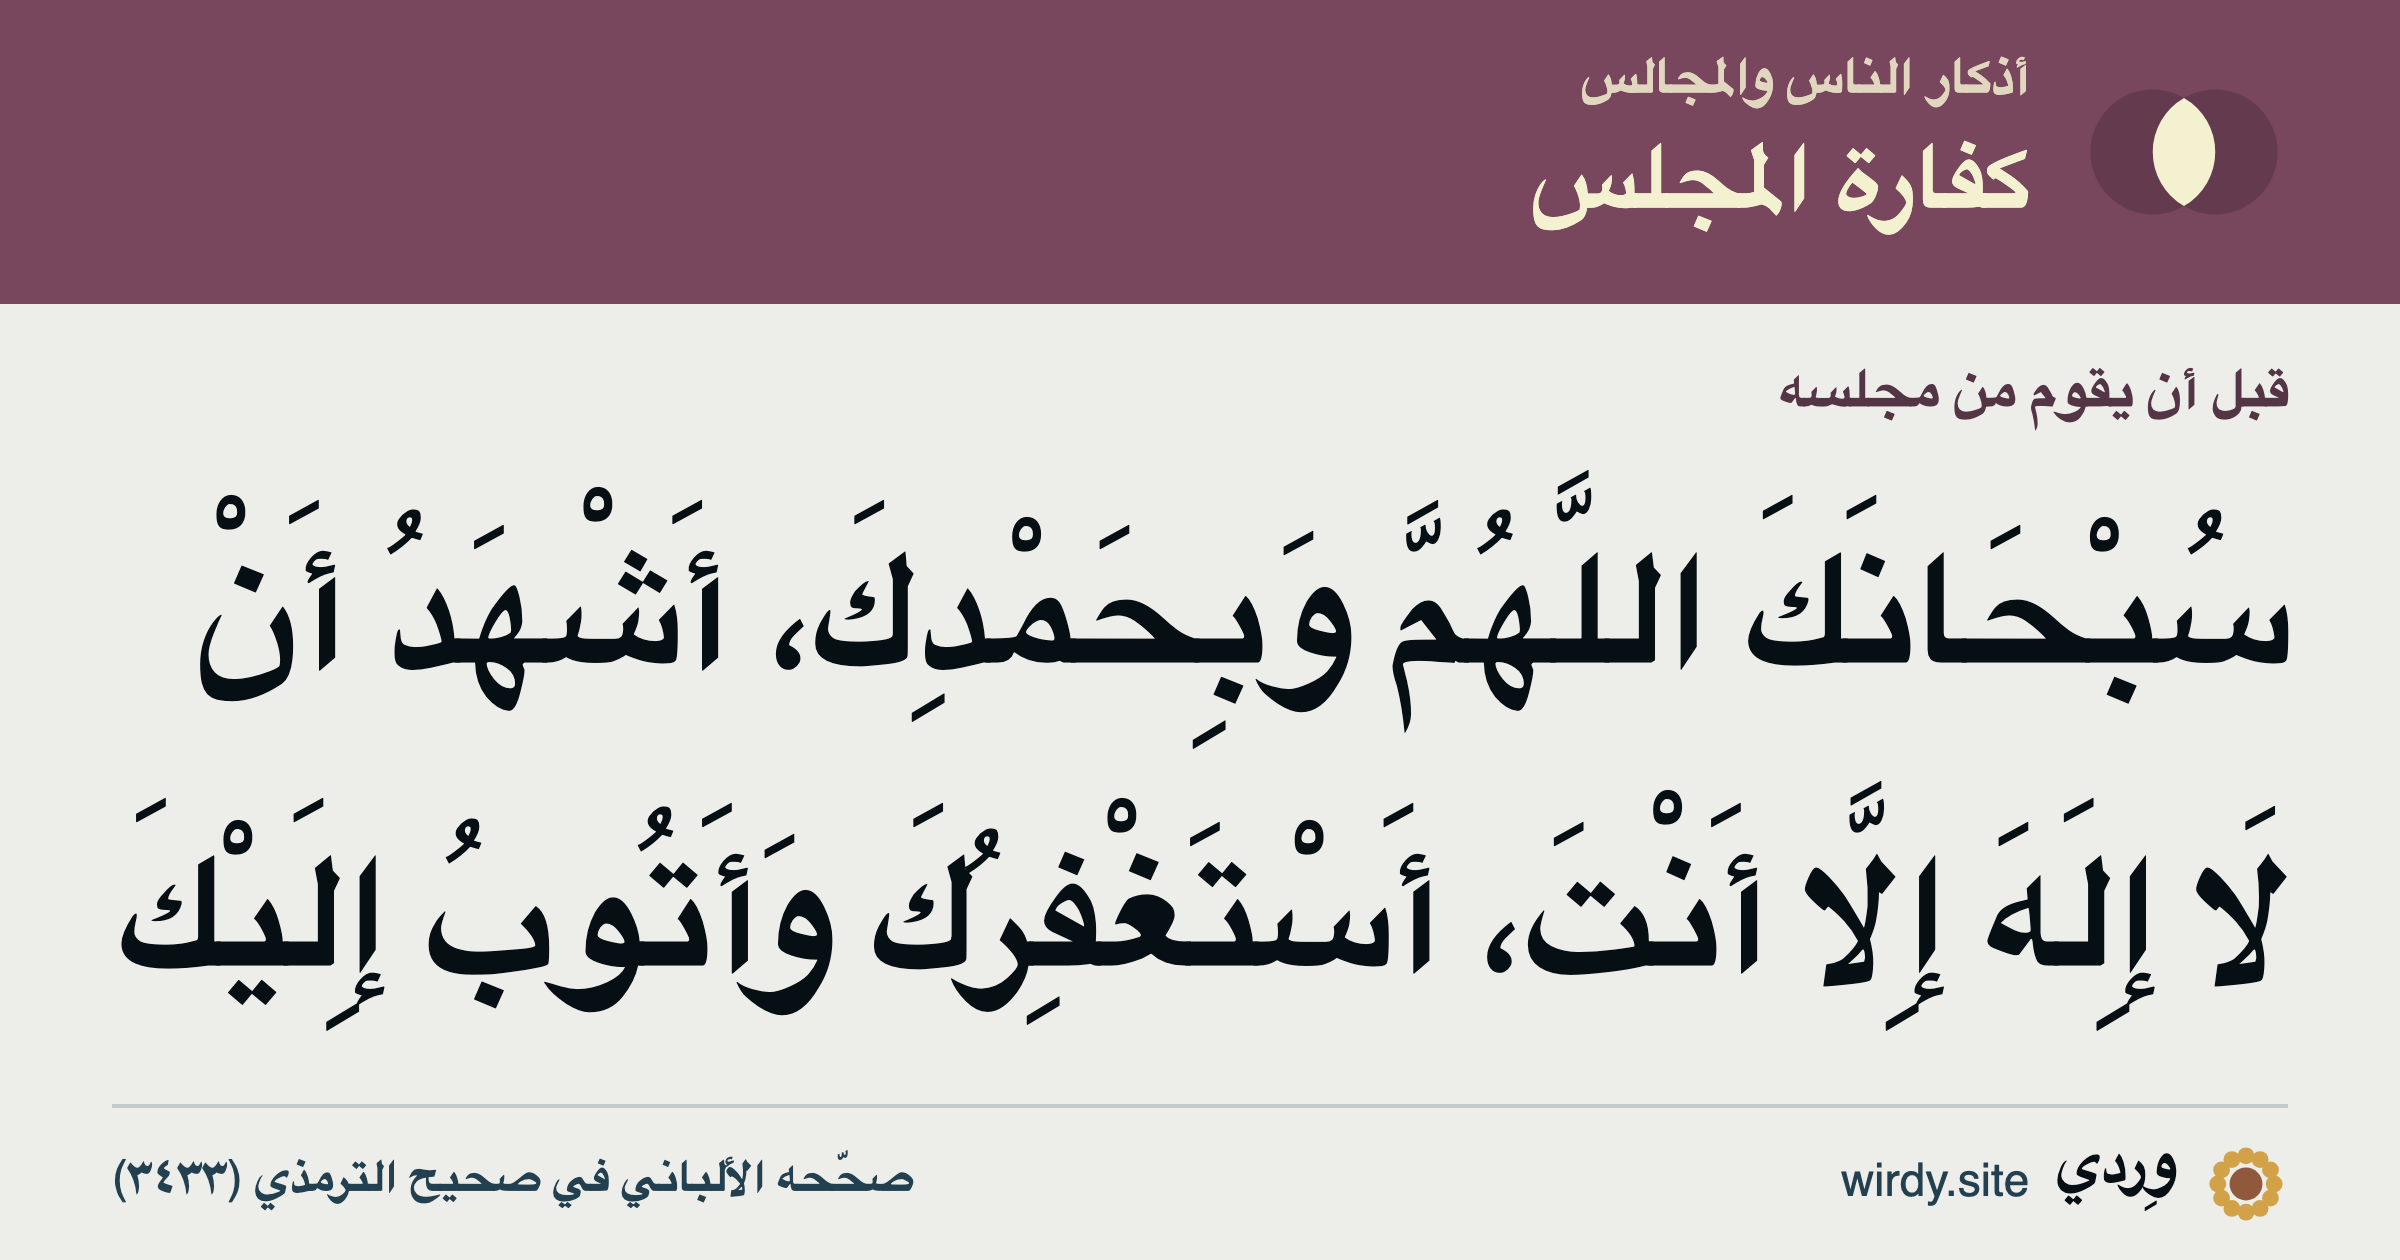 أذكار الناس والمجالس
كفارة المجلس
قبل أن يقوم من مجلسه
سُبْحَانَكَ اللَّهُمَّ وَبِحَمْدِكَ، أَشْهَدُ أَنْ
لَا إِلَهَ إِلَّا أَنْتَ، أَسْتَغْفِرُكَ وَأَتُوبُ إِلَيْكَ
وِردي wirdy.site
صحّحه الألباني في صحيح الترمذي (٣٤٣٣)